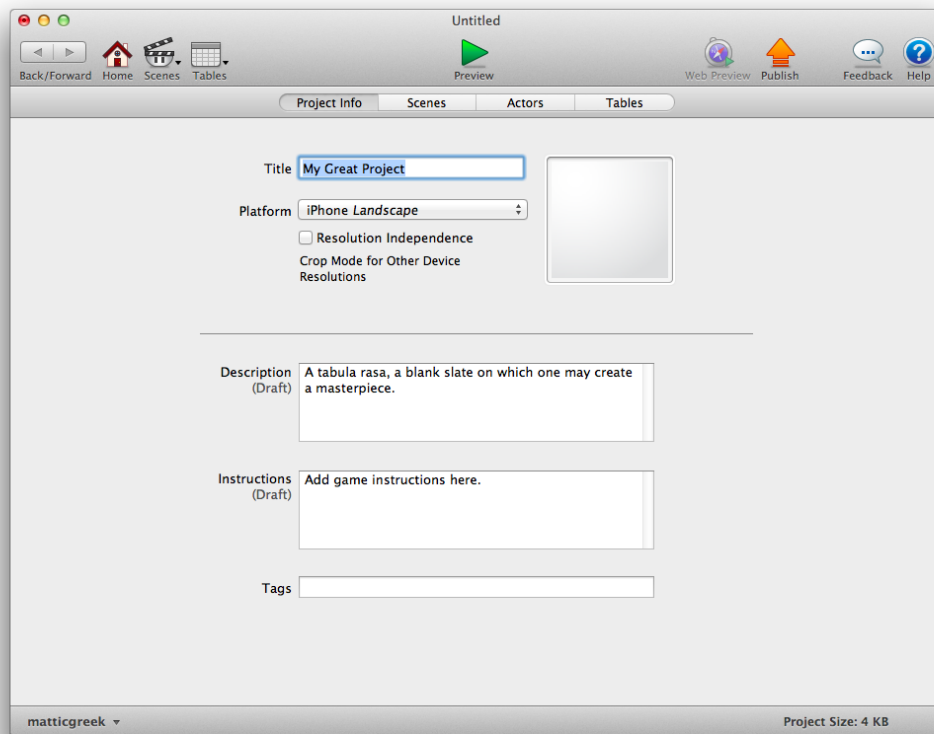 Untitled
Back/Forward Home Scenes Tables Preview Web Preview Publish Feedback Help
Project Info Scenes Actors Tables
Title My Great Project
Platform iPhone Landscape
Resolution Independence
Crop Mode for Other Device
Resolutions
Description A tabula rasa, a blank slate on which one may create
(Draft) a masterpiece.
Instructions Add game instructions here.
(Draft)
Tags
matticgreek Project Size: 4 KB